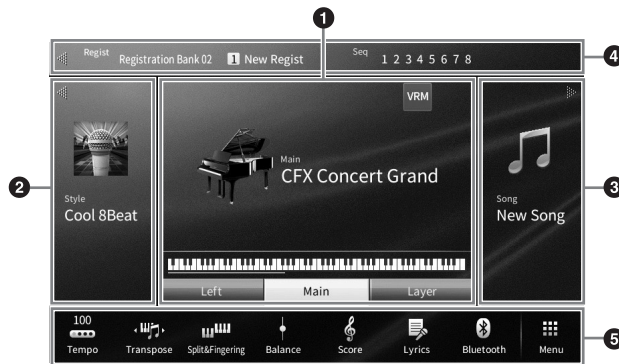 1
Regist Registration Bank 02 1 New Regist Seq 1 2 3 4 5 6 7 8
4
VRM
2
Style
Cool 8Beat
Main
CFX Concert Grand
Song
New Song
3
Left Main Layer
100
Tempo Transpose Split&Fingering Balance Score Lyrics Bluetooth Menu
5